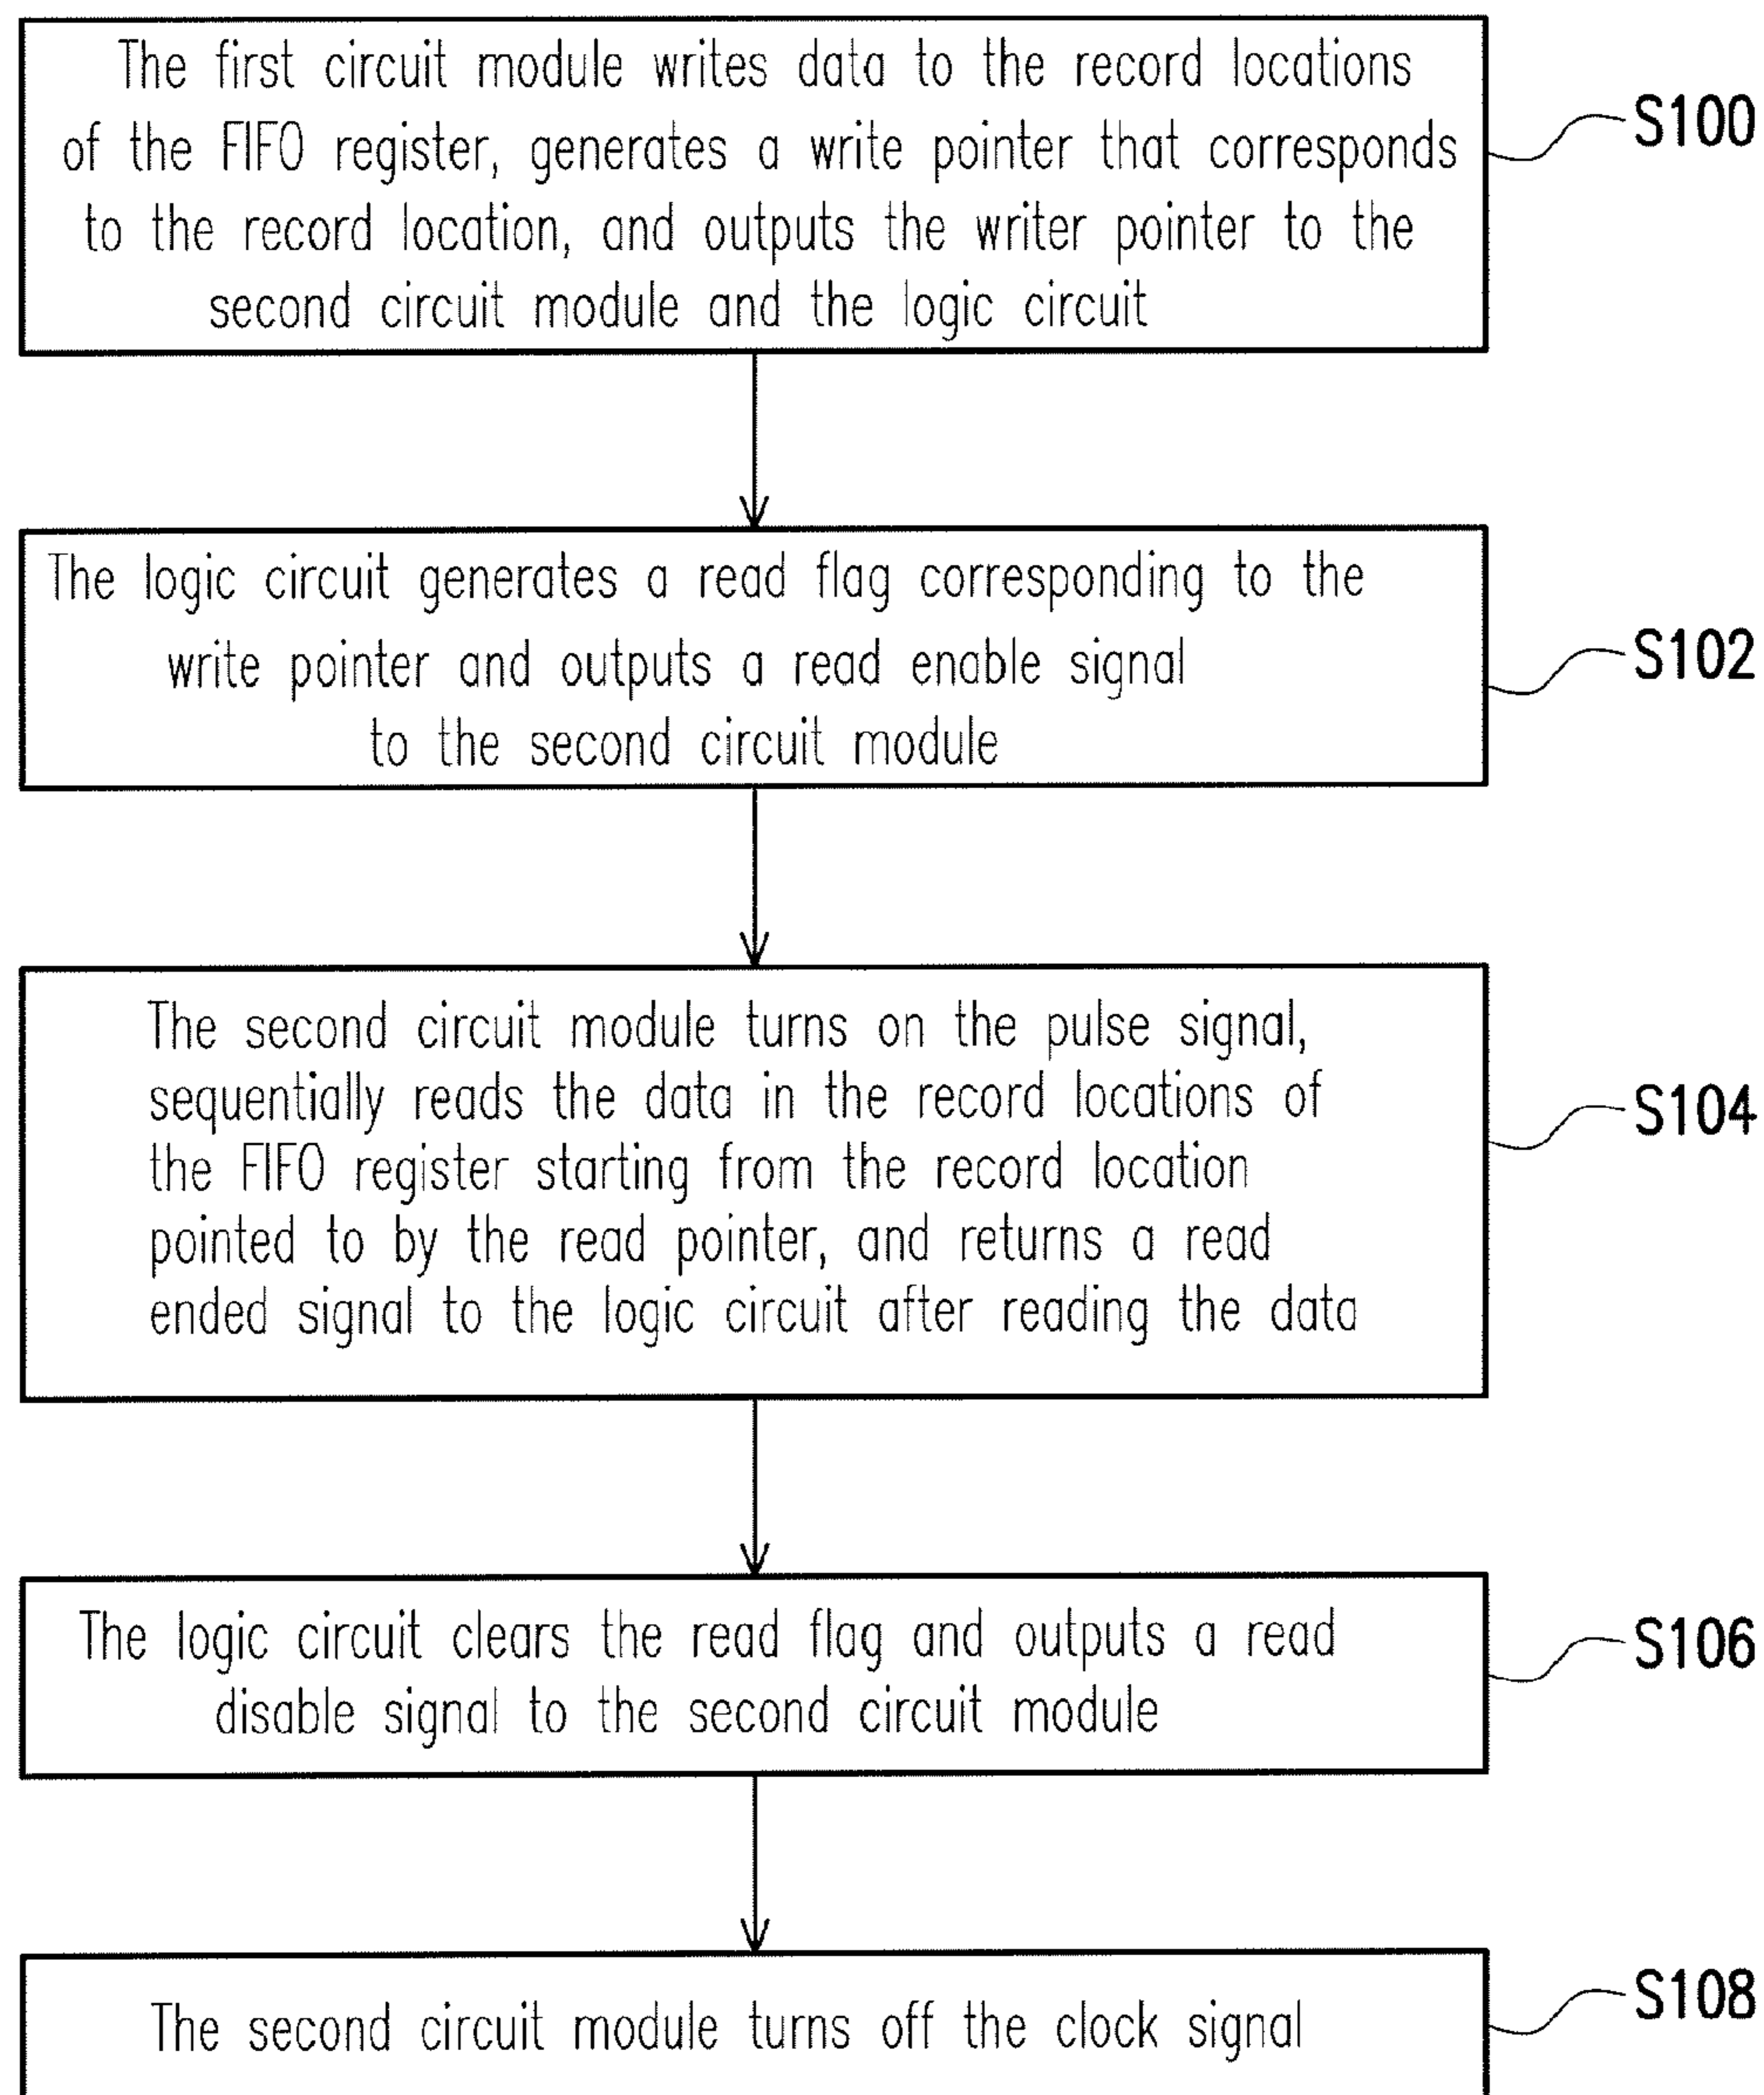 The first circuit module writes data to the record locations
of the FIFO register, generates a write pointer that corresponds
to the record location, and outputs the writer pointer to the
second circuit module and the logic circuit
S100
The logic circuit generates a read flag corresponding to the
write pointer and outputs a read enable signal
to the second circuit module
S102
The second circuit module turns on the pulse signal,
sequentially reads the data in the record locations of
the FIFO register starting from the record location
pointed to by the read pointer, and returns a read
ended signal to the logic circuit after reading the data
S104
The logic circuit clears the read flag and outputs a read
disable signal to the second circuit module
S106
The second circuit module turns off the clock signal
S108